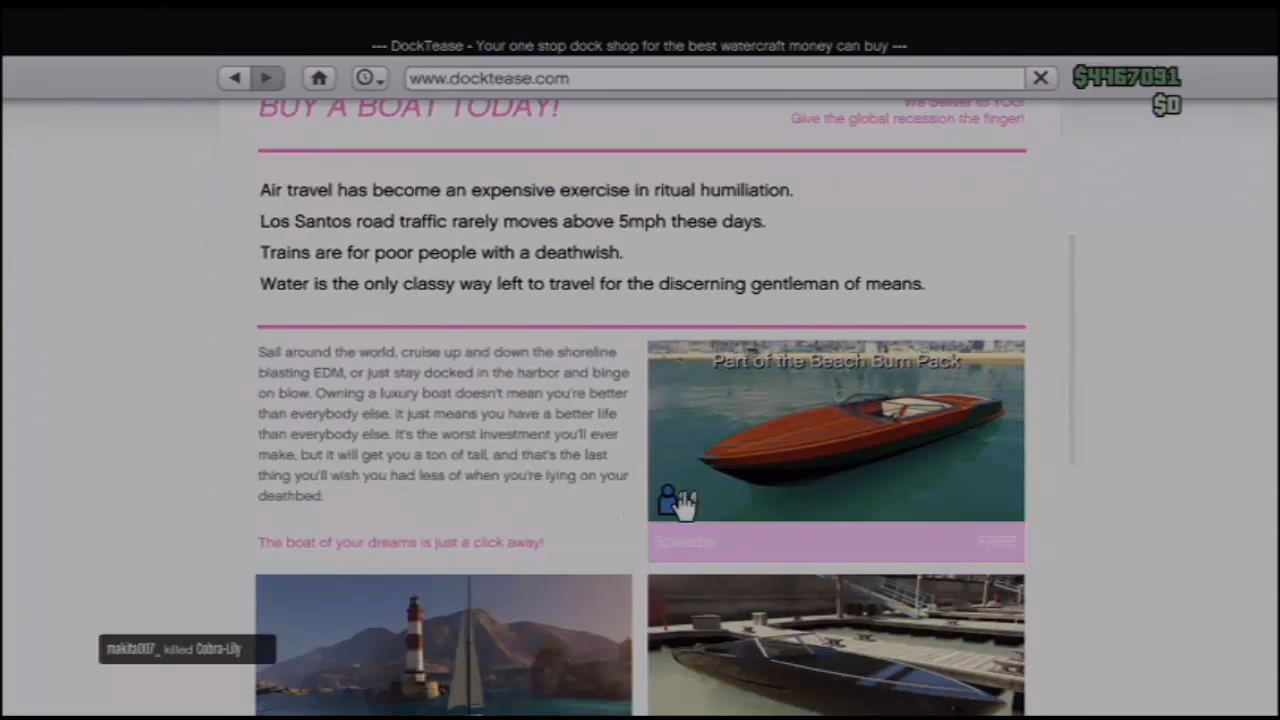 --- DockTease - Your one stop dock shop for the best watercraft money can buy ---
www.docktease.com
$4467091
$0
BUY A BOAT TODAY!
We deliver to YOU!
Give the global recession the finger!
Air travel has become an expensive exercise in ritual humiliation.
Los Santos road traffic rarely moves above 5mph these days.
Trains are for poor people with a deathwish.
Water is the only classy way left to travel for the discerning gentleman of means.
Sail around the world, cruise up and down the shoreline
blasting EDM, or just stay docked in the harbor and binge
on blow. Owning a luxury boat doesn't mean you're better
than everybody else, it just means you have a better life
than everybody else. It's the worst investment you'll ever
make, but it will get you a ton of tail, and that's the last
thing you'll wish you had less of when you're lying on your
deathbed.
The boat of your dreams is just a click away!
Part of the Beach Bum Pack
Speeder
FREE
makita007_ killed Cobra-Lily